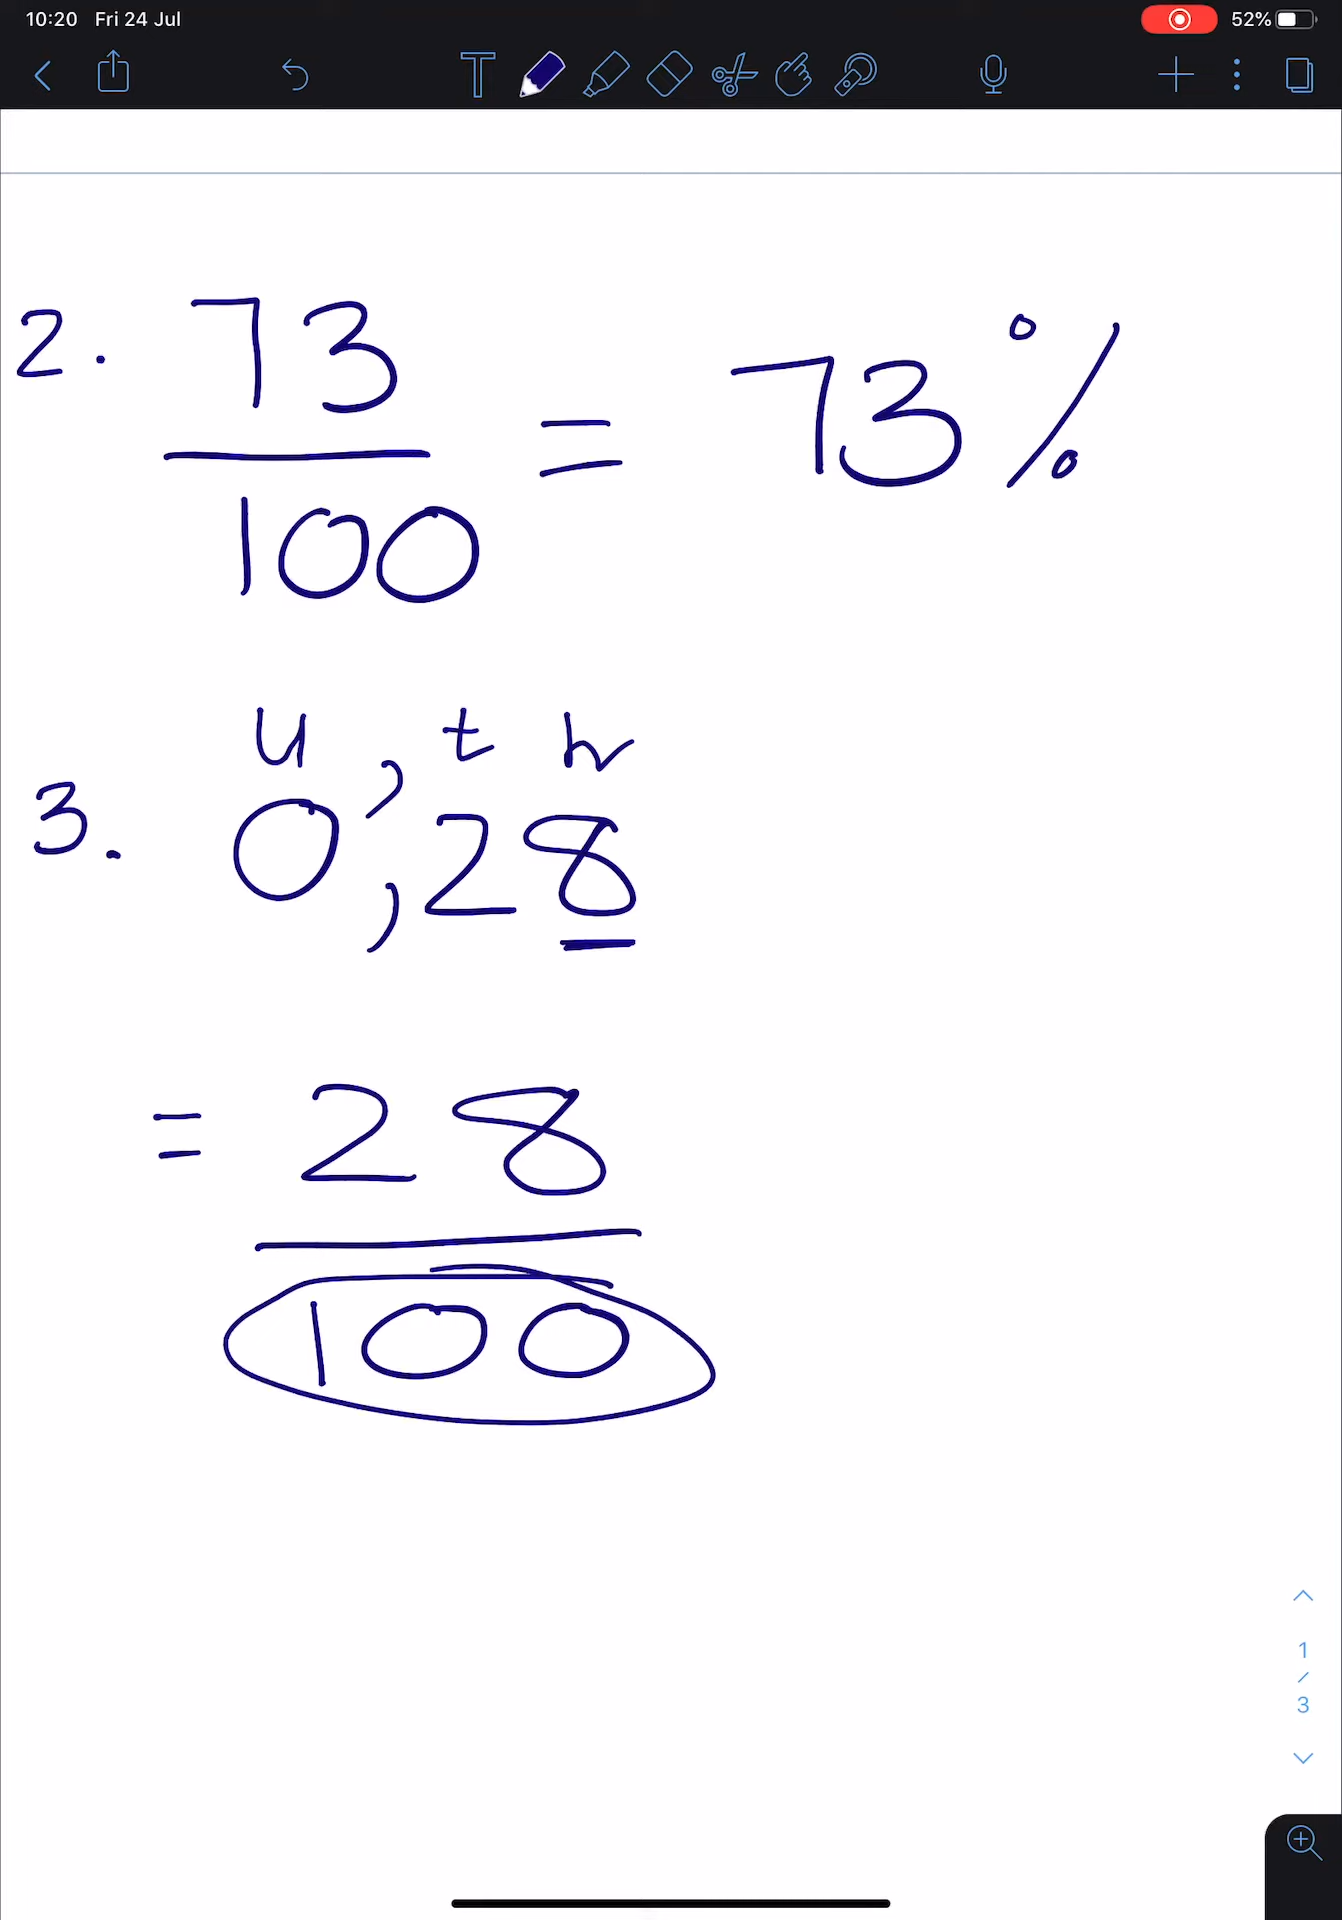 10:20 Fri 24 Jul 52%
T
2. 73/100 = 73%
u , t h
3. 0,28
= 28/100
1
/
3